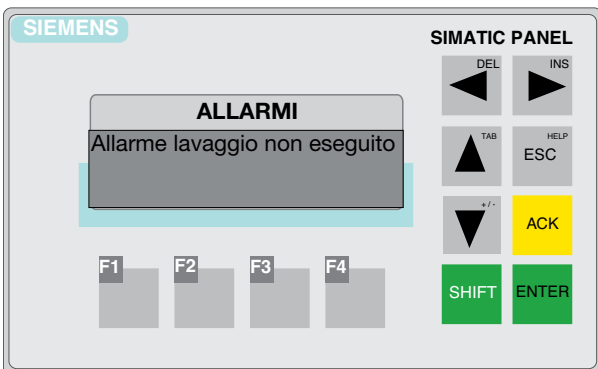 SIEMENS
SIMATIC PANEL
DEL
INS
ALLARMI
Allarme lavaggio non eseguito
TAB
HELP
ESC
+/-
ACK
F1
F2
F3
F4
SHIFT
ENTER